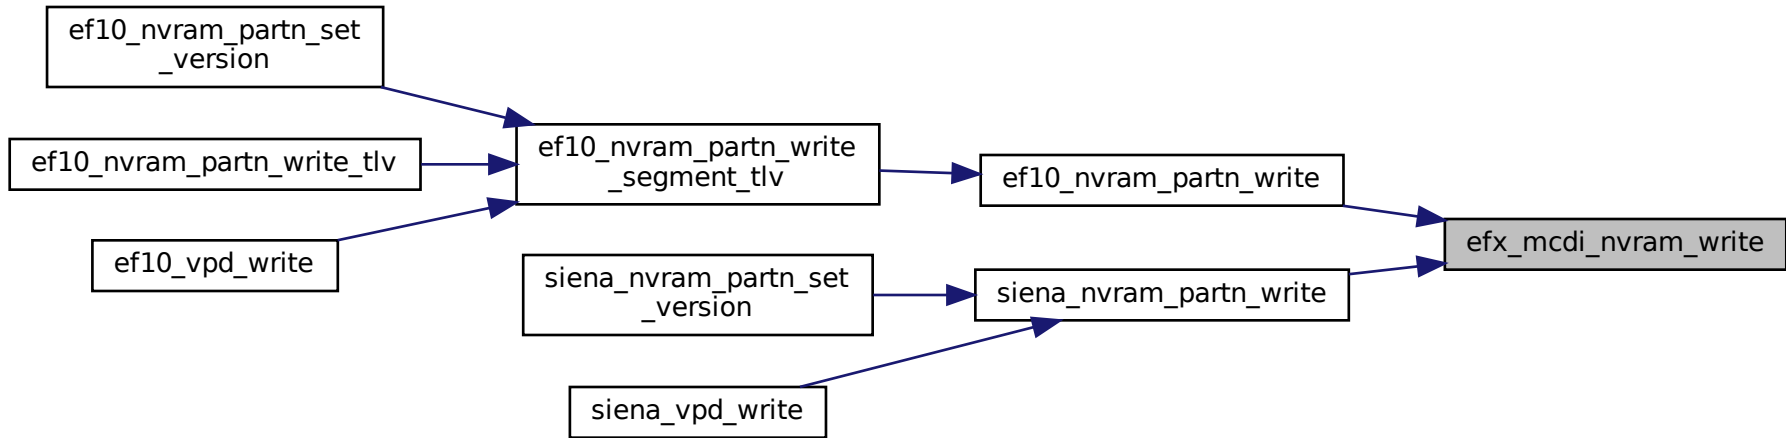 ef10_nvram_partn_set
_version
ef10_nvram_partn_write_tlv
ef10_vpd_write
ef10_nvram_partn_write
_segment_tlv
siena_nvram_partn_set
_version
siena_vpd_write
ef10_nvram_partn_write
siena_nvram_partn_write
efx_mcdi_nvram_write